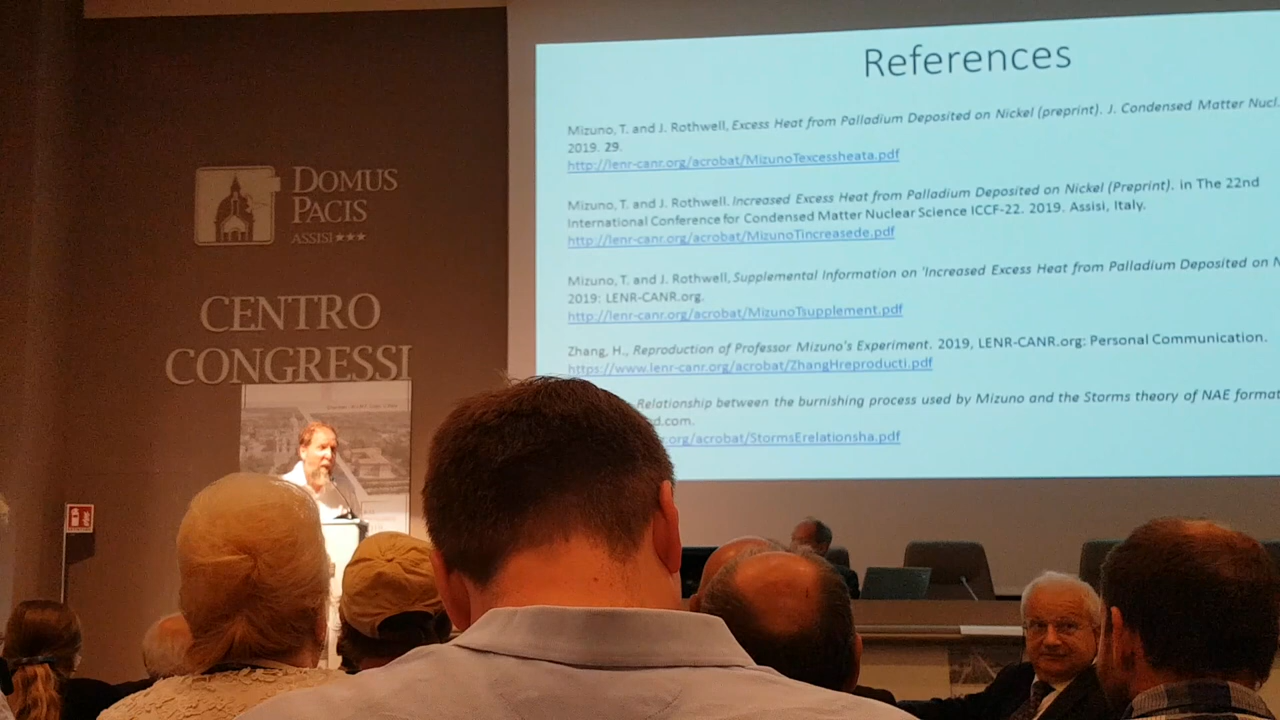 DOMUS
PACIS
ASSISI★★★
CENTRO
CONGRESSI
References
Mizuno, T. and J. Rothwell, Excess Heat from Palladium Deposited on Nickel (preprint). J. Condensed Matter Nucl.
2019. 29.
http://lenr-canr.org/acrobat/MizunoTexcessheata.pdf
Mizuno, T. and J. Rothwell. Increased Excess Heat from Palladium Deposited on Nickel (Preprint). in The 22nd
International Conference for Condensed Matter Nuclear Science ICCF-22. 2019. Assisi, Italy.
http://lenr-canr.org/acrobat/MizunoTincreasede.pdf
Mizuno, T. and J. Rothwell, Supplemental Information on 'Increased Excess Heat from Palladium Deposited on N
2019: LENR-CANR.org.
http://lenr-canr.org/acrobat/MizunoTsupplement.pdf
Zhang, H., Reproduction of Professor Mizuno's Experiment. 2019, LENR-CANR.org: Personal Communication.
https://www.lenr-canr.org/acrobat/ZhangHreproducti.pdf
Relationship between the burnishing process used by Mizuno and the Storms theory of NAE format
d.com.
.org/acrobat/StormsErelationsha.pdf